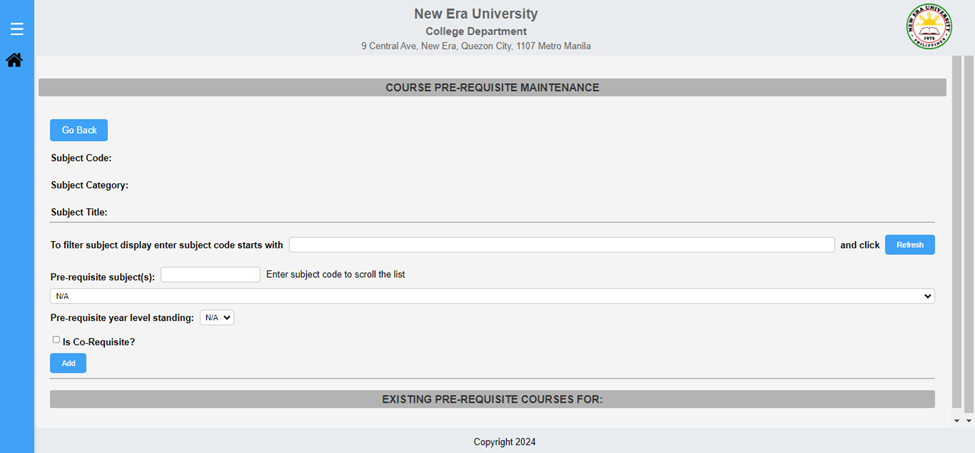 New Era University
College Department
9 Central Ave, New Era, Quezon City, 1107 Metro Manila
NEW ERA UNIVERSITY
1975
PHILIPPINES
COURSE PRE-REQUISITE MAINTENANCE
Go Back
Subject Code:
Subject Category:
Subject Title:
To filter subject display enter subject code starts with and click Refresh
Pre-requisite subject(s): Enter subject code to scroll the list
N/A
Pre-requisite year level standing: N/A
Is Co-Requisite?
Add
EXISTING PRE-REQUISITE COURSES FOR:
Copyright 2024